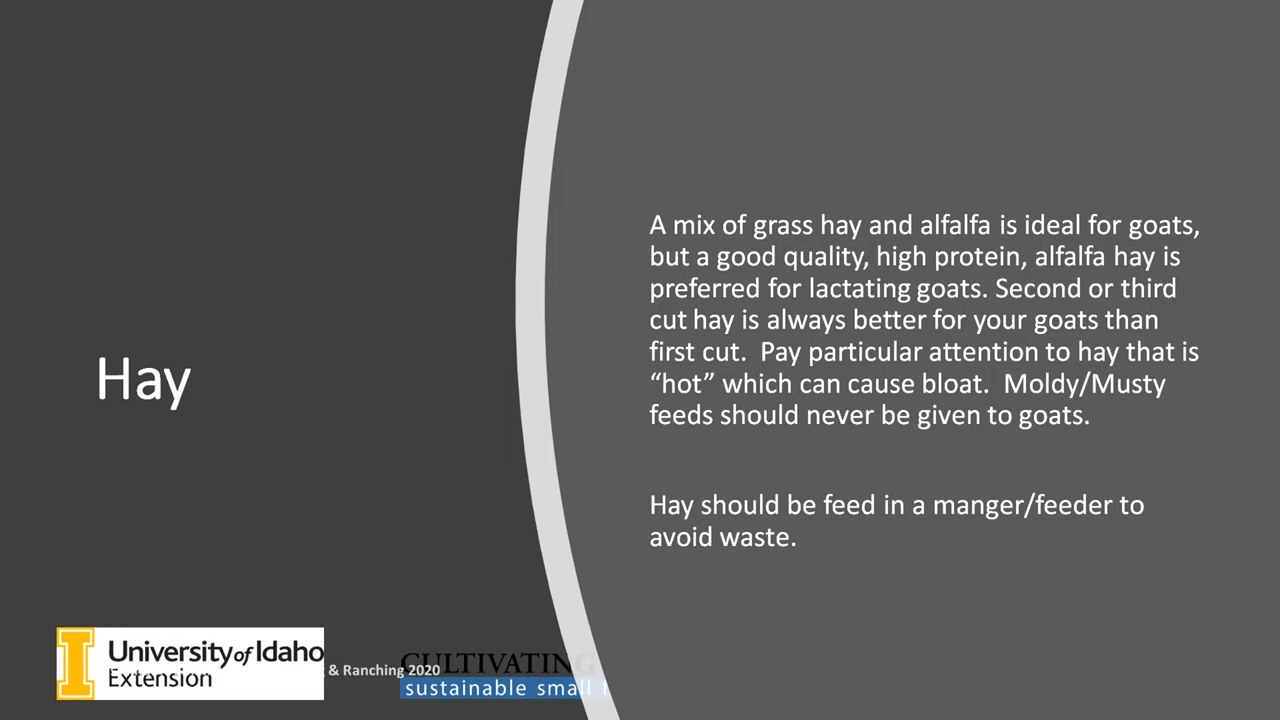 A mix of grass hay and alfalfa is ideal for goats,
but a good quality, high protein, alfalfa hay is
preferred for lactating goats. Second or third
cut hay is always better for your goats than
first cut.  Pay particular attention to hay that is
“hot” which can cause bloat.  Moldy/Musty
feeds should never be given to goats.
Hay
Hay should be feed in a manger/feeder to
avoid waste.
University of Idaho
Extension
& Ranching 2020
CULTIVATING
sustainable small